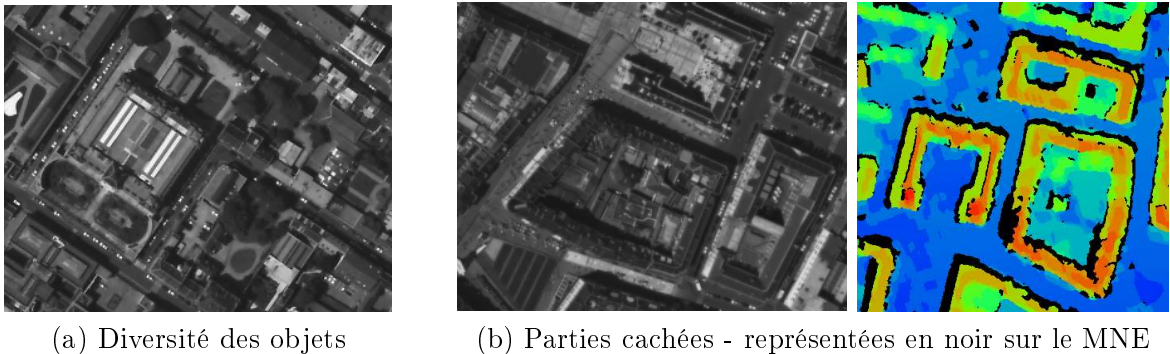 (a) Diversité des objets
(b) Parties cachées - représentées en noir sur le MNE